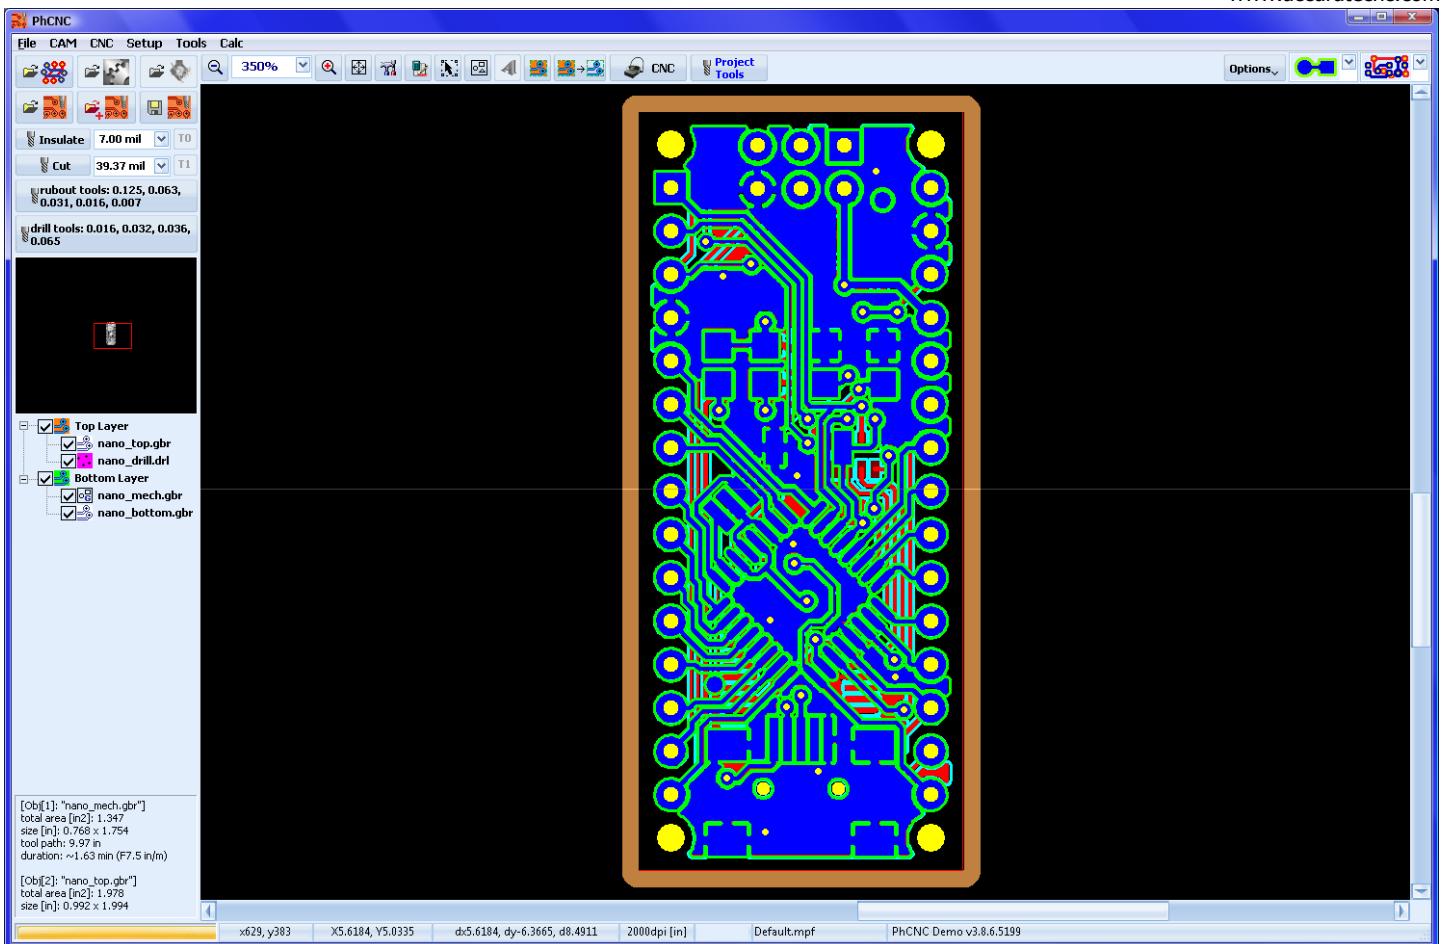 PhCNC
File CAM CNC Setup Tools Calc
350%
CNC
Project
Tools
Options
Insulate 7.00 mil T0
Cut 39.37 mil T1
rubout tools: 0.125, 0.063,
0.031, 0.016, 0.007
drill tools: 0.016, 0.032, 0.036,
0.065
Top Layer
nano_top.gbr
nano_drill.drl
Bottom Layer
nano_mech.gbr
nano_bottom.gbr
[Obj[1]: "nano_mech.gbr"]
total area [in2]: 1.347
size [in]: 0.768 x 1.754
tool path: 9.97 in
duration: ~1.63 min (F7.5 in/m)
[Obj[2]: "nano_top.gbr"]
total area [in2]: 1.978
size [in]: 0.992 x 1.994
x629, y383 X5.6184, Y5.0335 dx5.6184, dy-6.3665, d8.4911 2000dpi [in] Default.mpf PhCNC Demo v3.8.6.5199